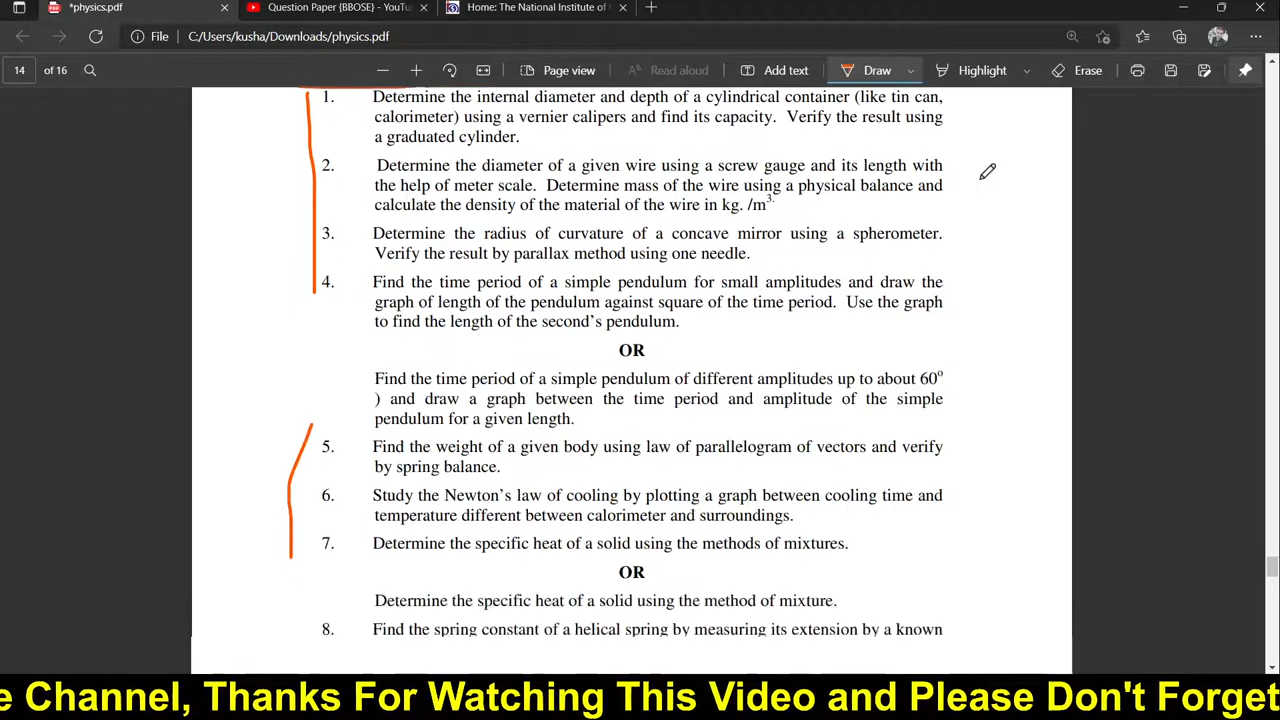 *physics.pdf
Question Paper {BBOSE} - YouTu
Home: The National Institute of
File
C:/Users/kusha/Downloads/physics.pdf
14 of 16
Page view
Read aloud
Add text
Draw
Highlight
Erase
1. Determine the internal diameter and depth of a cylindrical container (like tin can,
calorimeter) using a vernier calipers and find its capacity. Verify the result using
a graduated cylinder.
2. Determine the diameter of a given wire using a screw gauge and its length with
the help of meter scale. Determine mass of the wire using a physical balance and
calculate the density of the material of the wire in kg. /m3.
3. Determine the radius of curvature of a concave mirror using a spherometer.
Verify the result by parallax method using one needle.
4. Find the time period of a simple pendulum for small amplitudes and draw the
graph of length of the pendulum against square of the time period. Use the graph
to find the length of the second's pendulum.
OR
Find the time period of a simple pendulum of different amplitudes up to about 60o
) and draw a graph between the time period and amplitude of the simple
pendulum for a given length.
5. Find the weight of a given body using law of parallelogram of vectors and verify
by spring balance.
6. Study the Newton's law of cooling by plotting a graph between cooling time and
temperature different between calorimeter and surroundings.
7. Determine the specific heat of a solid using the methods of mixtures.
OR
Determine the specific heat of a solid using the method of mixture.
8. Find the spring constant of a helical spring by measuring its extension by a known
e Channel, Thanks For Watching This Video and Please Don't Forget